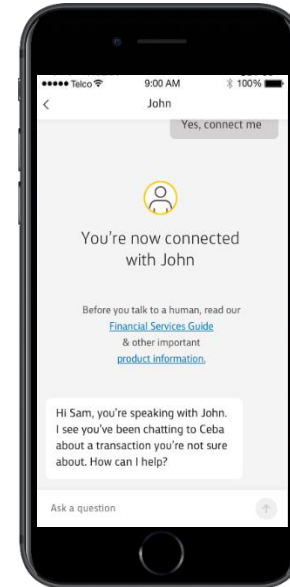 Telco 9:00 AM 100%
John
Yes, connect me
You're now connected
with John
Before you talk to a human, read our
Financial Services Guide
& other important
product information.
Hi Sam, you're speaking with John.
I see you've been chatting to Ceba
about a transaction you're not sure
about. How can I help?
Ask a question